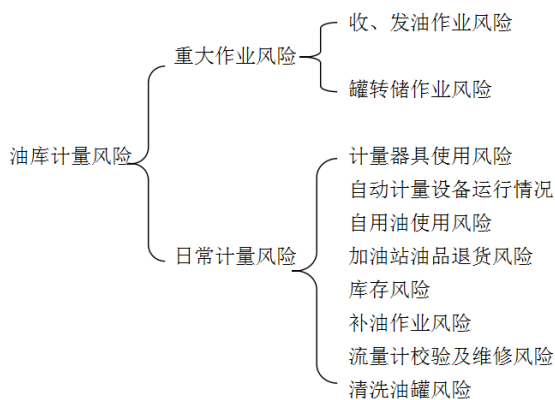 收、发油作业风险
重大作业风险
罐转储作业风险
油库计量风险
计量器具使用风险
自动计量设备运行情况
自用油使用风险
日常计量风险
加油站油品退货风险
库存风险
补油作业风险
流量计校验及维修风险
清洗油罐风险